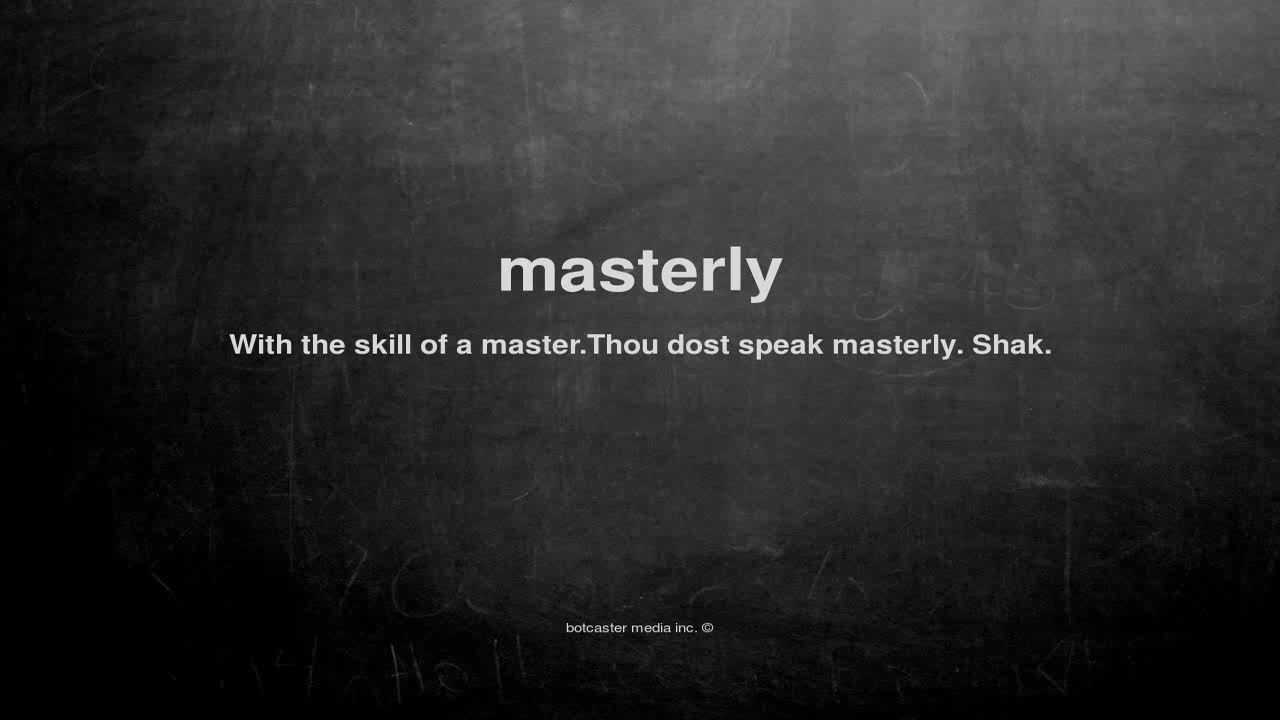 masterly
With the skill of a master.Thou dost speak masterly. Shak.
botcaster media inc. ©